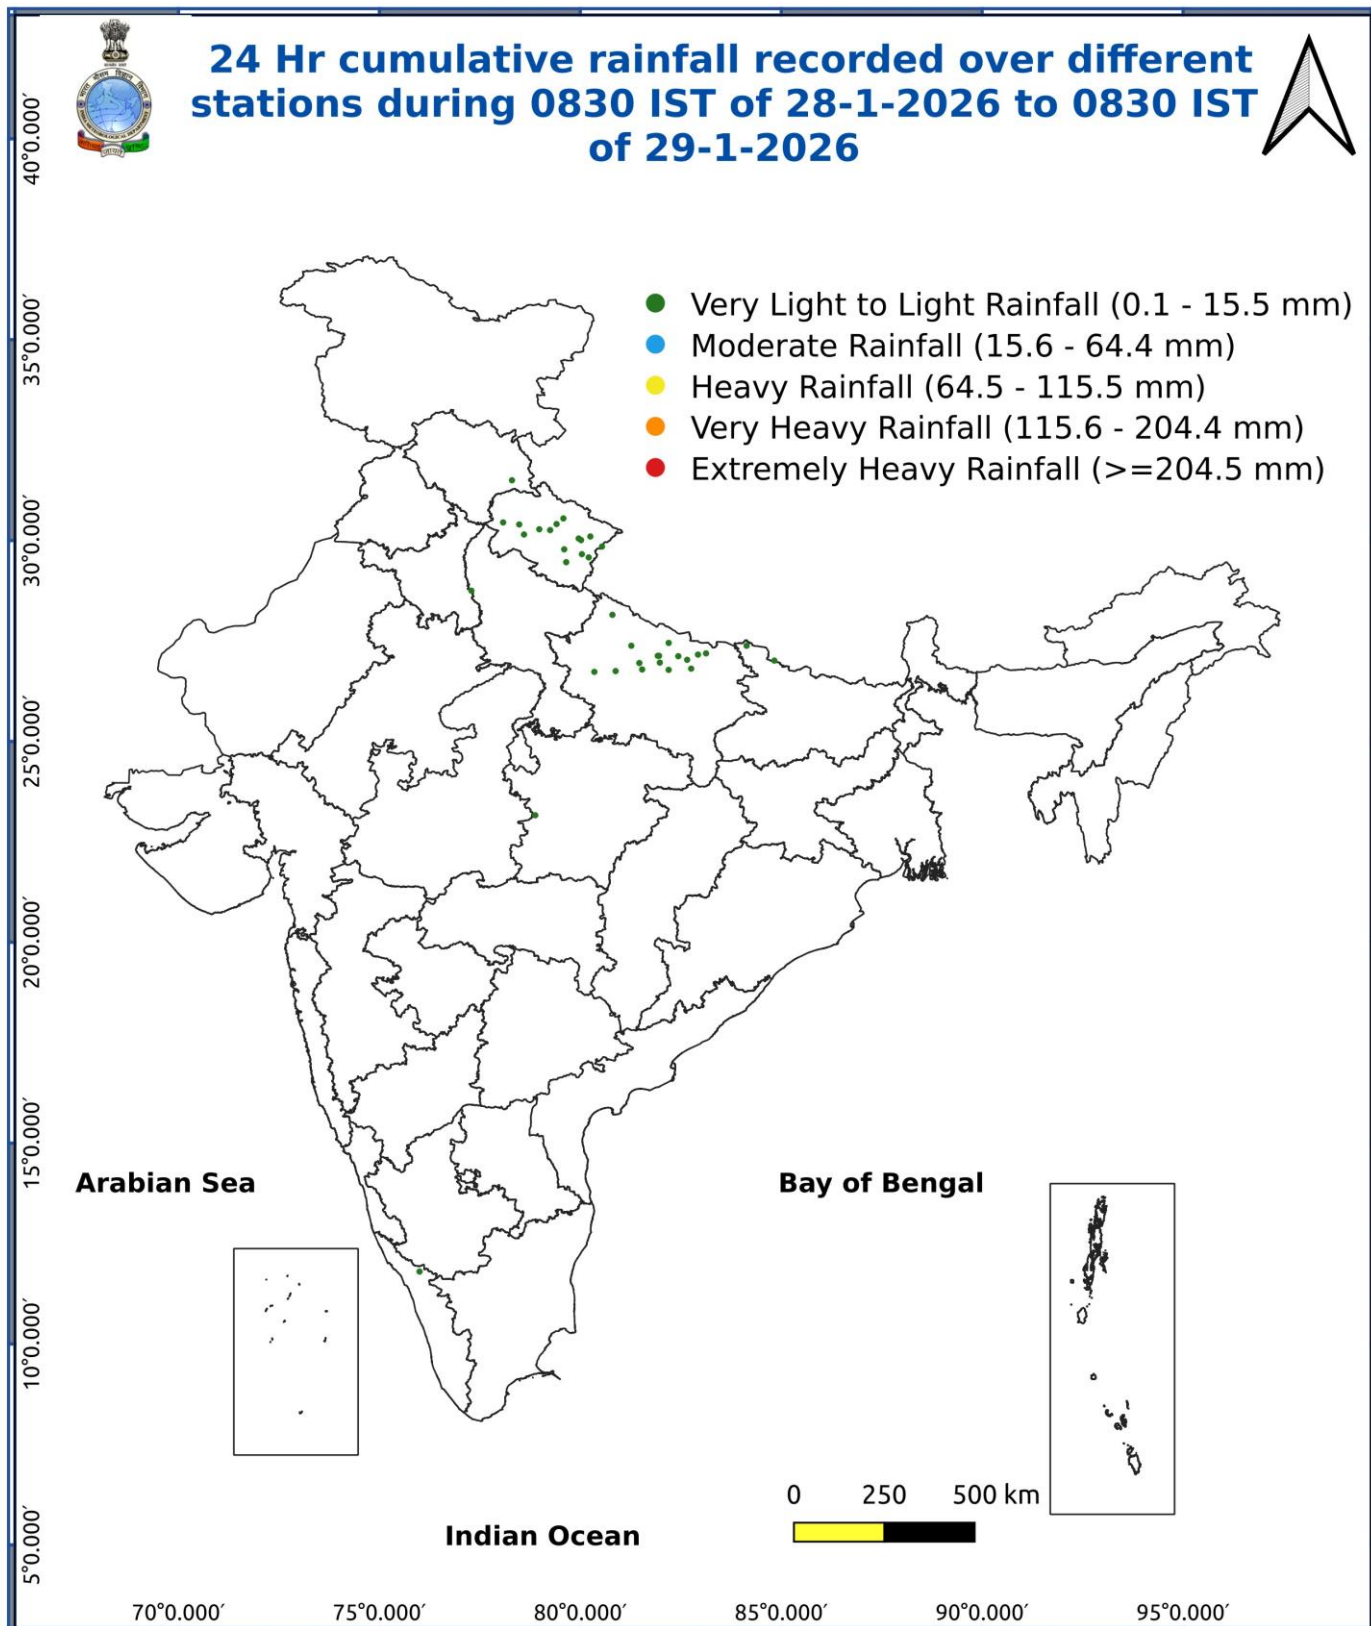 24 Hr cumulative rainfall recorded over different
stations during 0830 IST of 28-1-2026 to 0830 IST
of 29-1-2026
Very Light to Light Rainfall (0.1 - 15.5 mm)
Moderate Rainfall (15.6 - 64.4 mm)
Heavy Rainfall (64.5 - 115.5 mm)
Very Heavy Rainfall (115.6 - 204.4 mm)
Extremely Heavy Rainfall (>=204.5 mm)
40°0.000′
35°0.000′
30°0.000′
25°0.000′
20°0.000′
15°0.000′
10°0.000′
5°0.000′
Arabian Sea
Bay of Bengal
Indian Ocean
0 250 500 km
70°0.000′ 75°0.000′ 80°0.000′ 85°0.000′ 90°0.000′ 95°0.000′